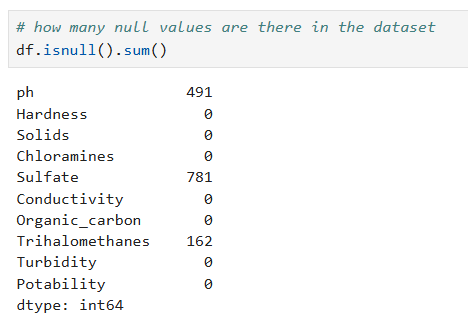 # how many null values are there in the dataset
df.isnull().sum()
ph 491
Hardness 0
Solids 0
Chloramines 0
Sulfate 781
Conductivity 0
Organic_carbon 0
Trihalomethanes 162
Turbidity 0
Potability 0
dtype: int64